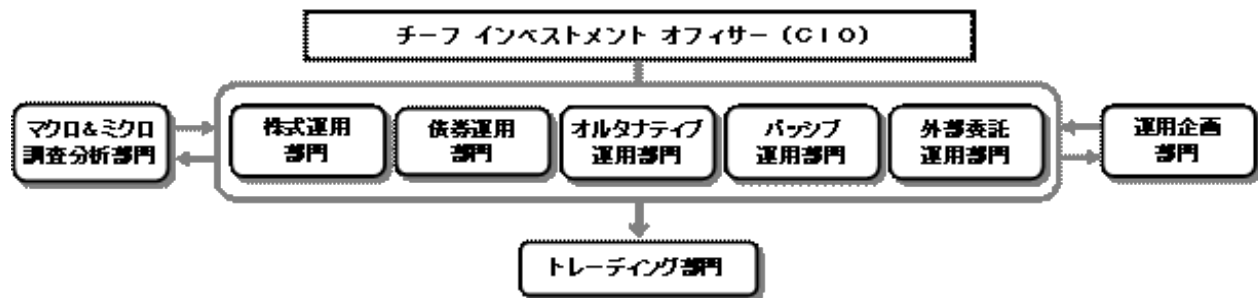 チーフ インベストメント オフィサー (CIO)
マクロ&ミクロ
調査分析部門
株式運用
部門
債券運用
部門
オルタナティブ
運用部門
パッシブ
運用部門
外部委託
運用部門
運用企画
部門
トレーディング部門